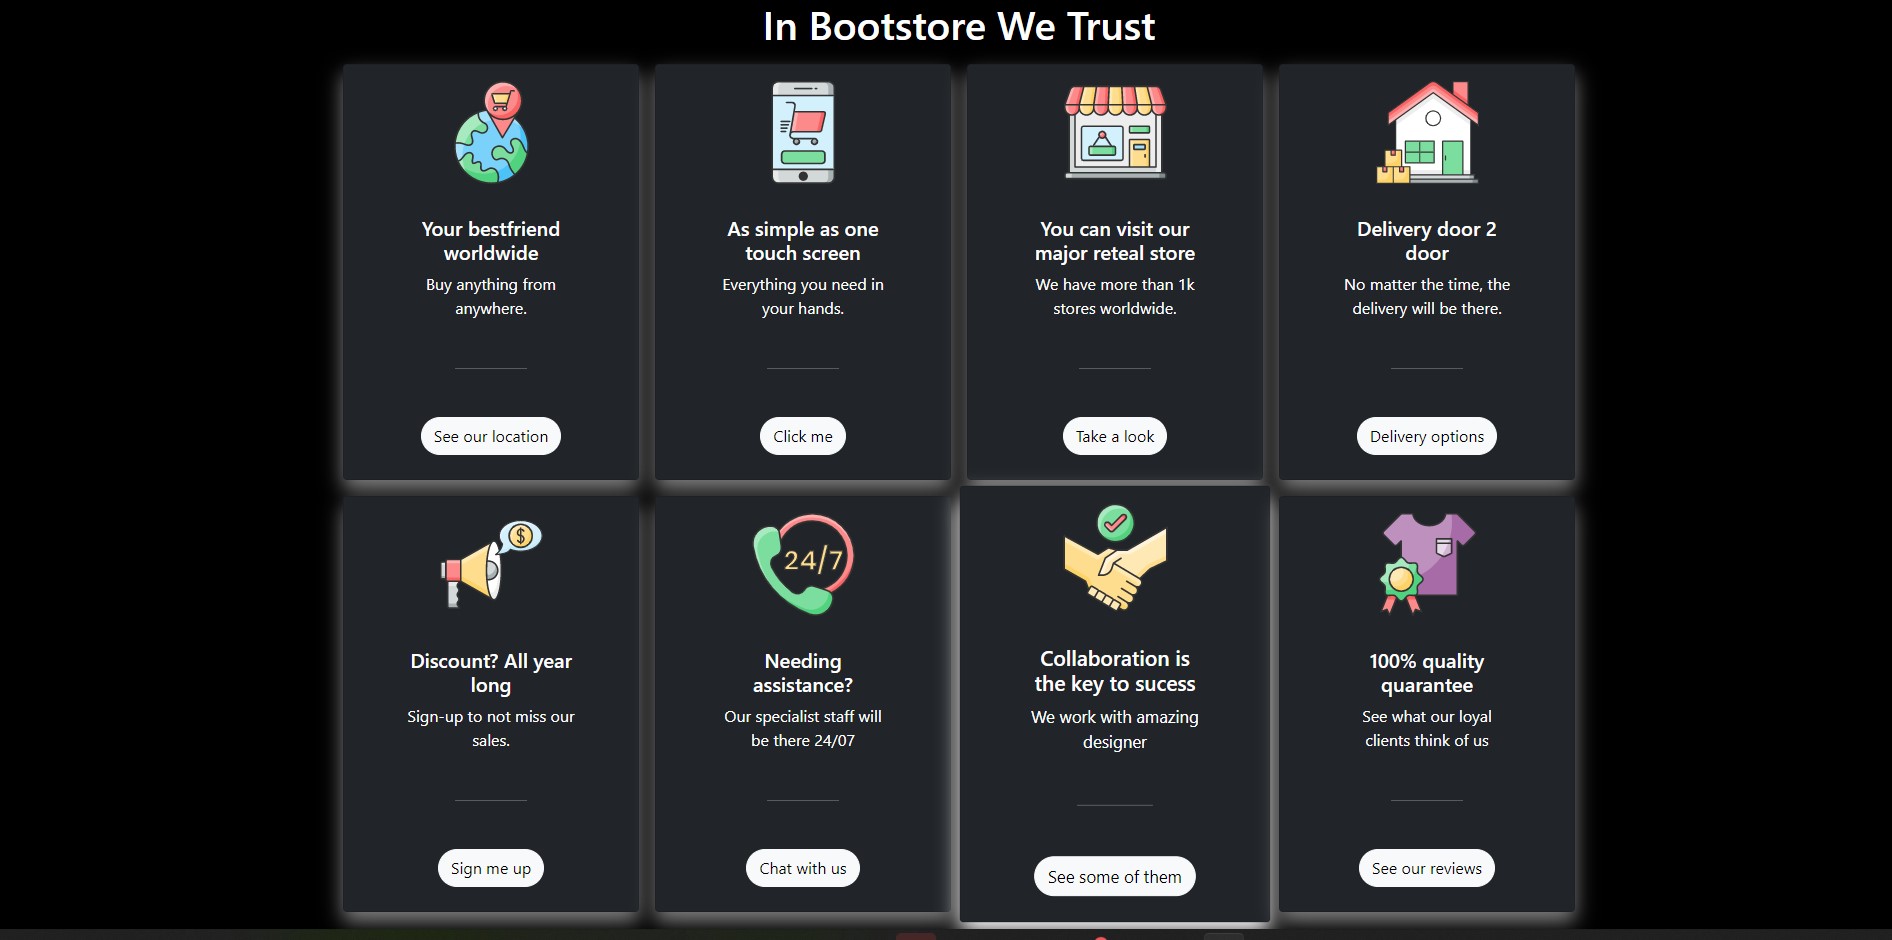 In Bootstore We Trust
Your bestfriend
worldwide
Buy anything from
anywhere.
See our location
As simple as one
touch screen
Everything you need in
your hands.
Click me
You can visit our
major reteal store
We have more than 1k
stores worldwide.
Take a look
Delivery door 2
door
No matter the time, the
delivery will be there.
Delivery options
$
Discount? All year
long
Sign-up to not miss our
sales.
Sign me up
24/7
Needing
assistance?
Our specialist staff will
be there 24/07
Chat with us
Collaboration is
the key to sucess
We work with amazing
designer
See some of them
100% quality
quarantee
See what our loyal
clients think of us
See our reviews